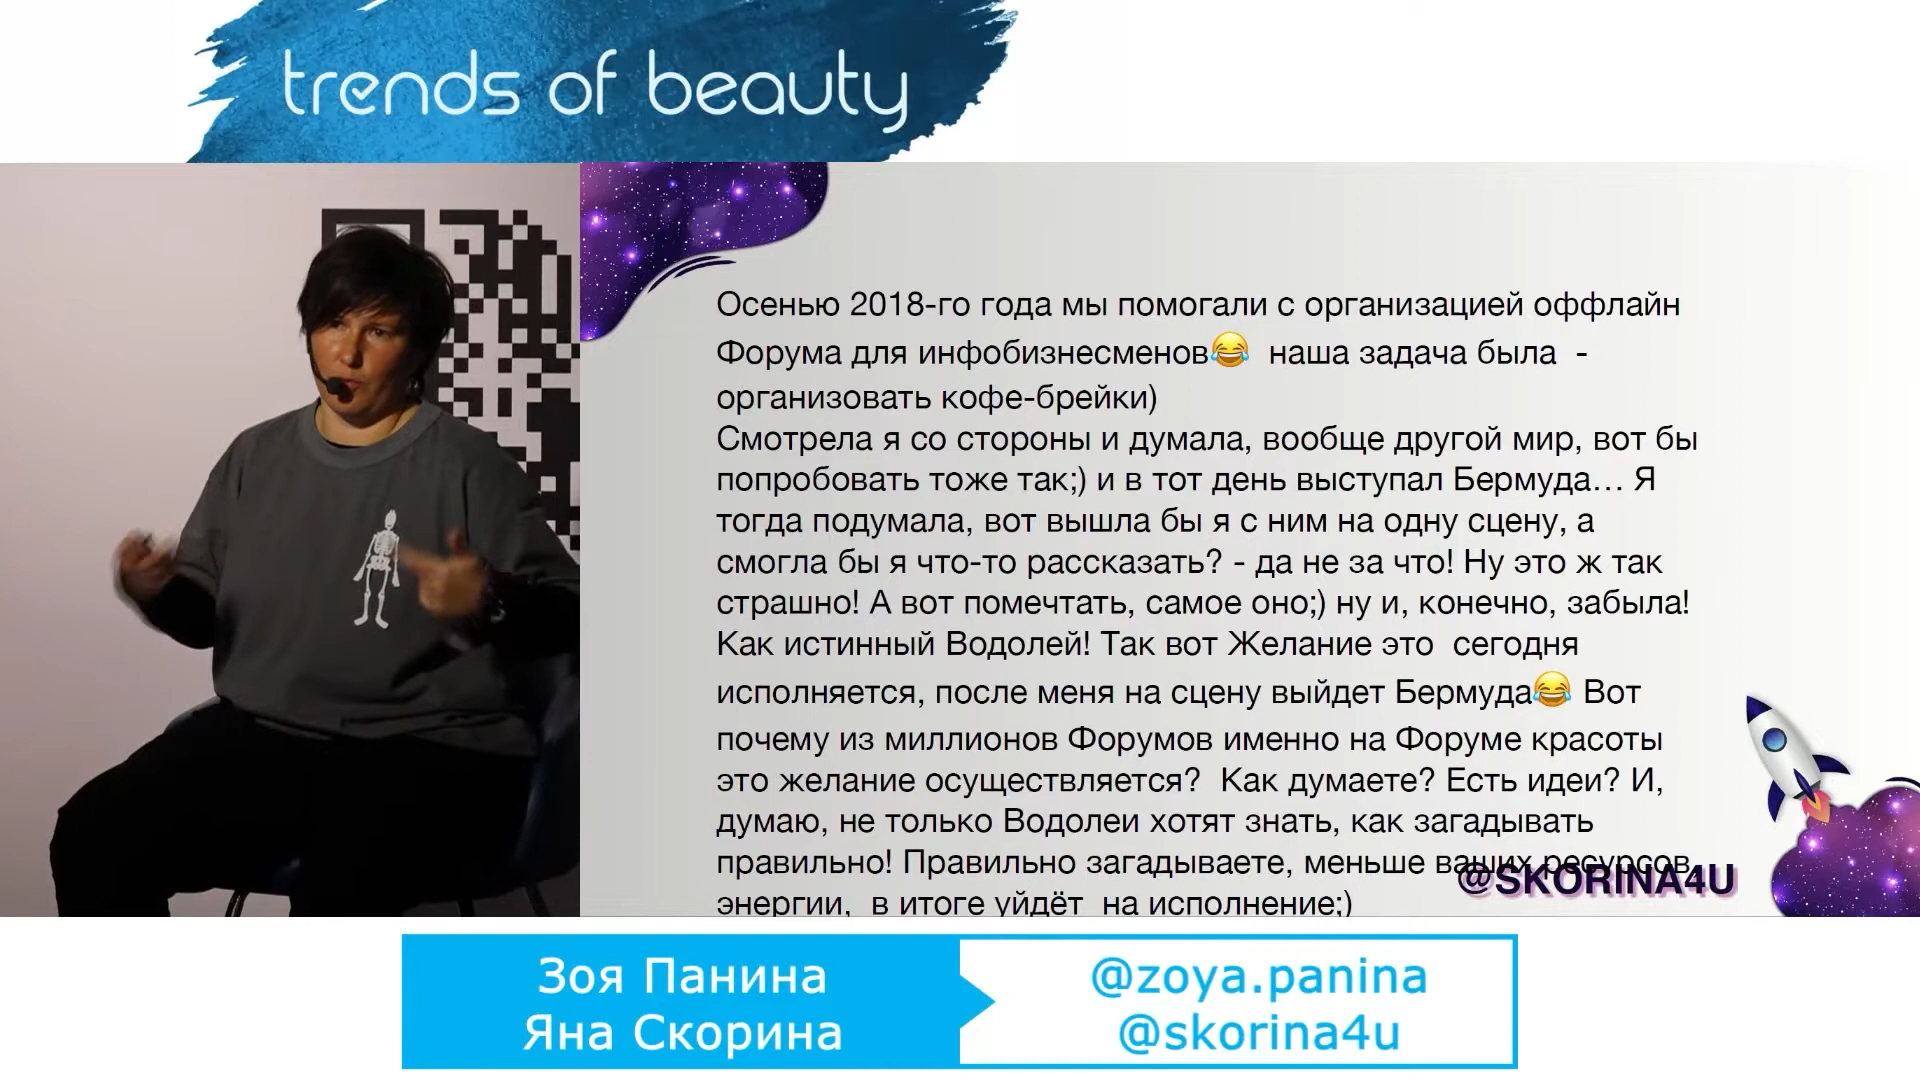 trends of beauty
Осенью 2018-го года мы помогали с организацией оффлайн
Форума для инфобизнесменов😂 наша задача была -
организовать кофе-брейки)
Смотрела я со стороны и думала, вообще другой мир, вот бы
попробовать тоже так;) и в тот день выступал Бермуда… Я
тогда подумала, вот вышла бы я с ним на одну сцену, а
смогла бы я что-то рассказать? - да не за что! Ну это ж так
страшно! А вот помечтать, самое оно;) ну и, конечно, забыла!
Как истинный Водолей! Так вот Желание это сегодня
исполняется, после меня на сцену выйдет Бермуда😂 Вот
почему из миллионов Форумов именно на Форуме красоты
это желание осуществляется? Как думаете? Есть идеи? И,
думаю, не только Водолеи хотят знать, как загадывать
правильно! Правильно загадываете, меньше ваших ресурсов,
энергии, в итоге уйдёт на исполнение;)
@SKORINA4U
Зоя Панина
Яна Скорина
@zoya.panina
@skorina4u